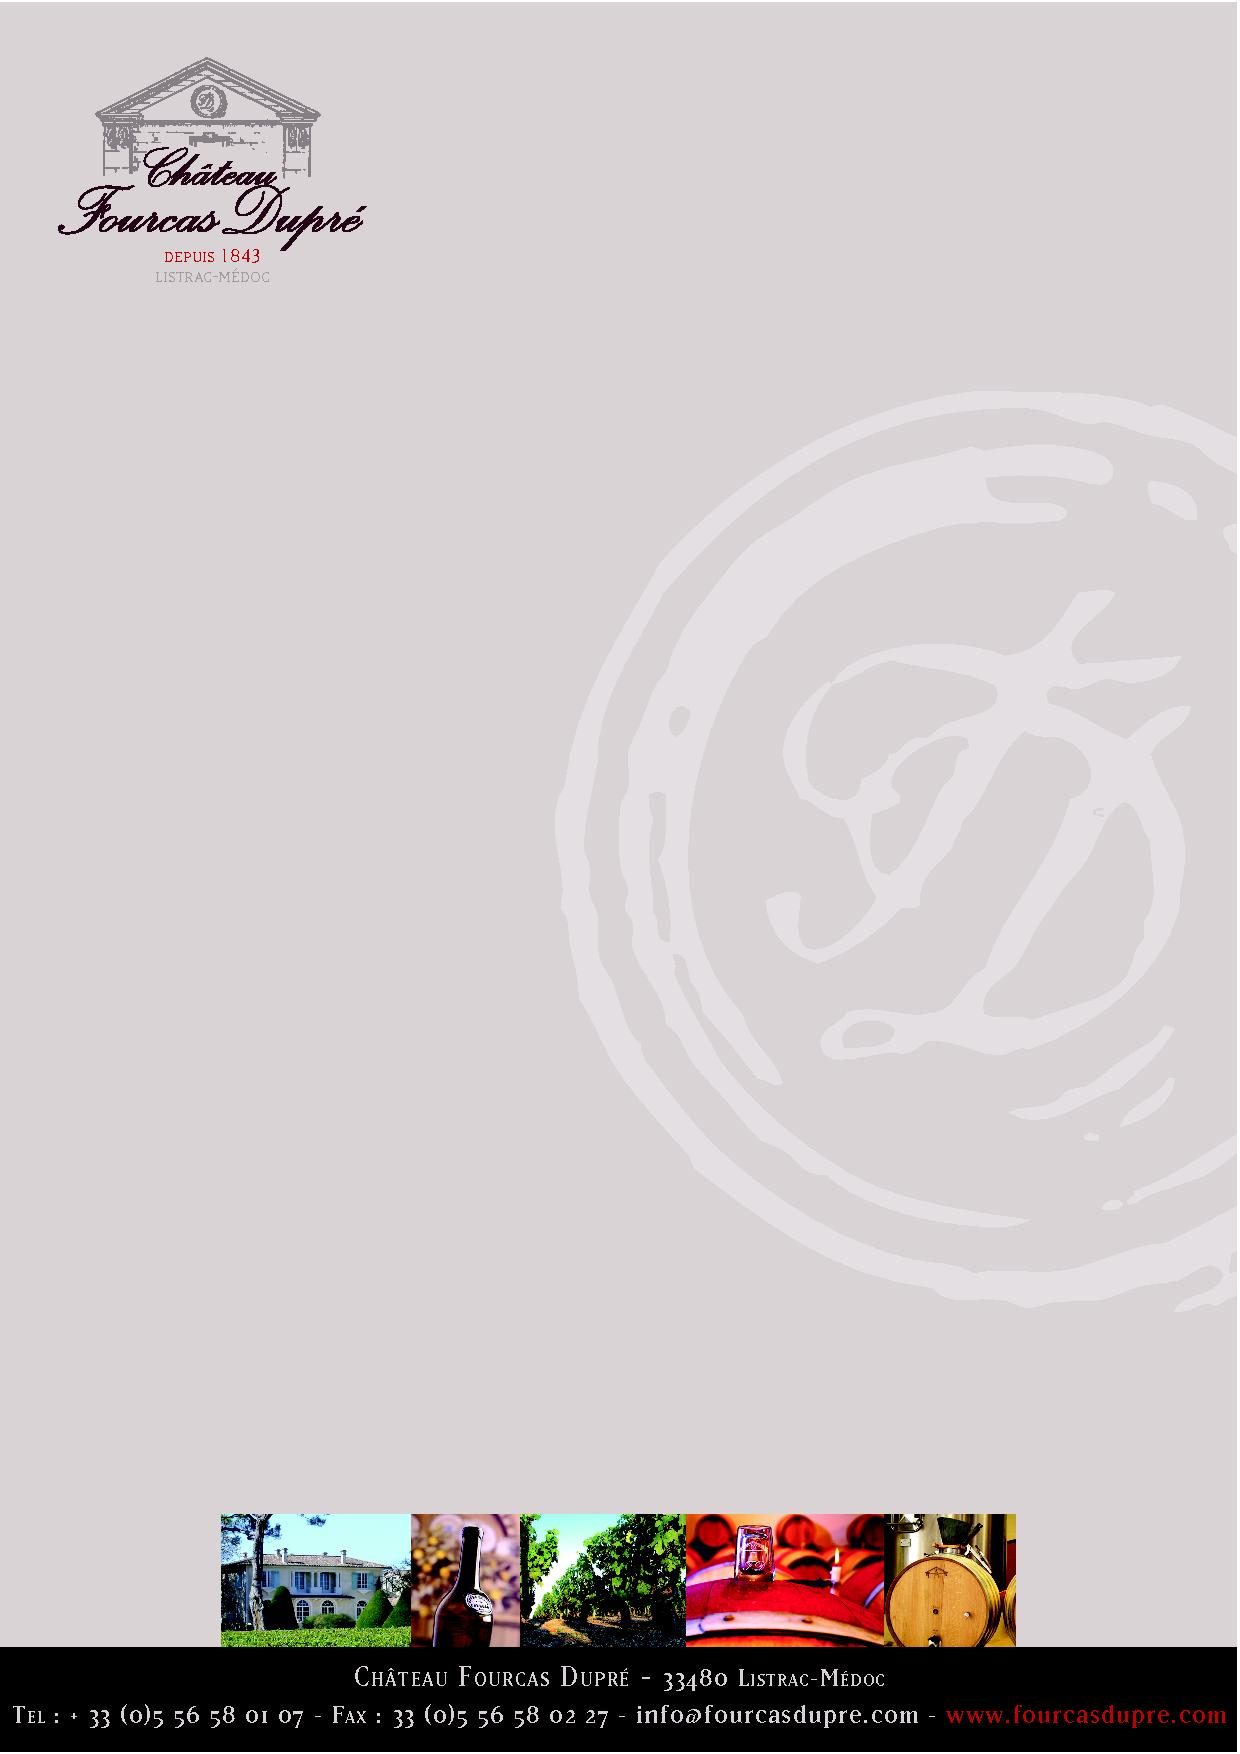 Château
Fourcas Dupré
DEPUIS 1843
LISTRAC-MÉDOC
FD
CHÂTEAU FOURCAS DUPRÉ - 33480 LISTRAC-MÉDOC
TEL : + 33 (0)5 56 58 01 07 - FAX : 33 (0)5 56 58 02 27 - info@fourcasdupre.com - www.fourcasdupre.com